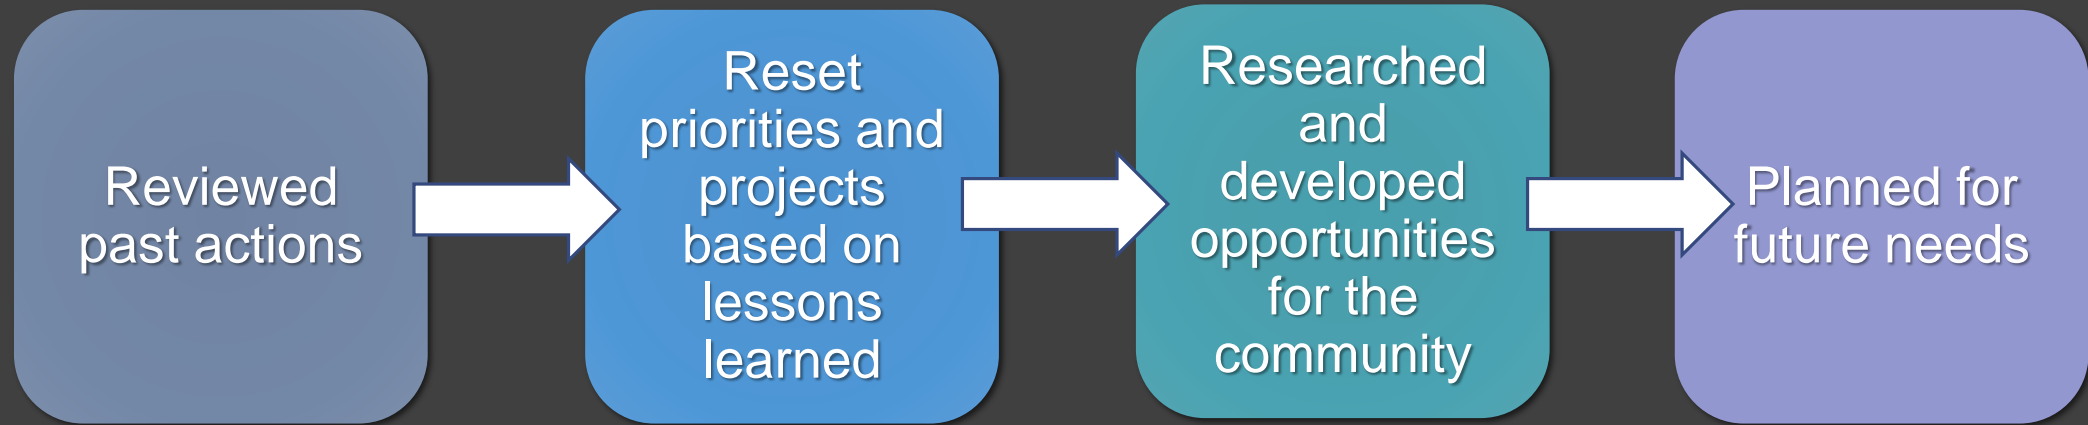 Reviewed
past actions
Reset
priorities and
projects
based on
lessons
learned
Researched
and
developed
opportunities
for the
community
Planned for
future needs